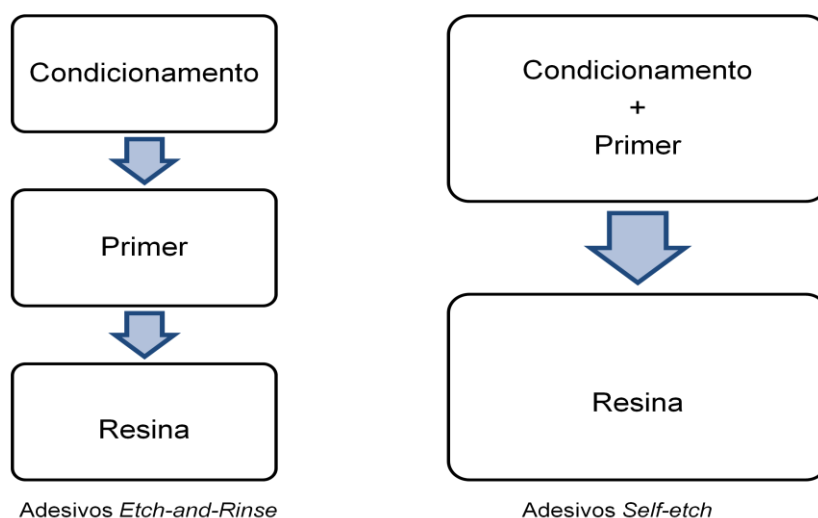 Condicionamento
Primer
Resina
Adesivos Etch-and-Rinse
Condicionamento
+
Primer
Resina
Adesivos Self-etch